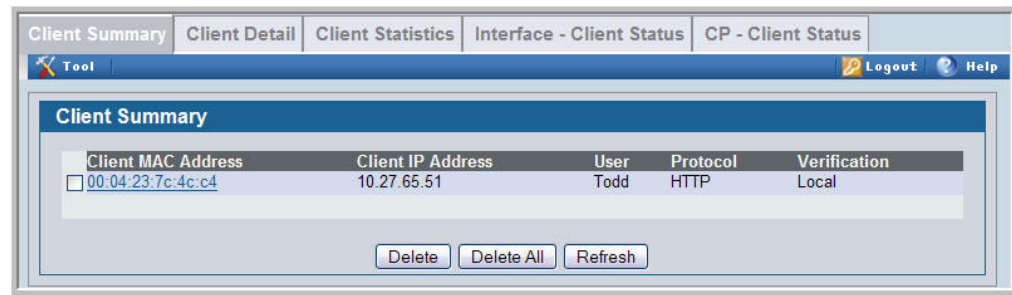 Client Summary Client Detail Client Statistics Interface - Client Status CP - Client Status
Tool Logout Help
Client Summary
Client MAC Address Client IP Address User Protocol Verification
00:04:23:7c:4c:c4 10.27.65.51 Todd HTTP Local
Delete Delete All Refresh